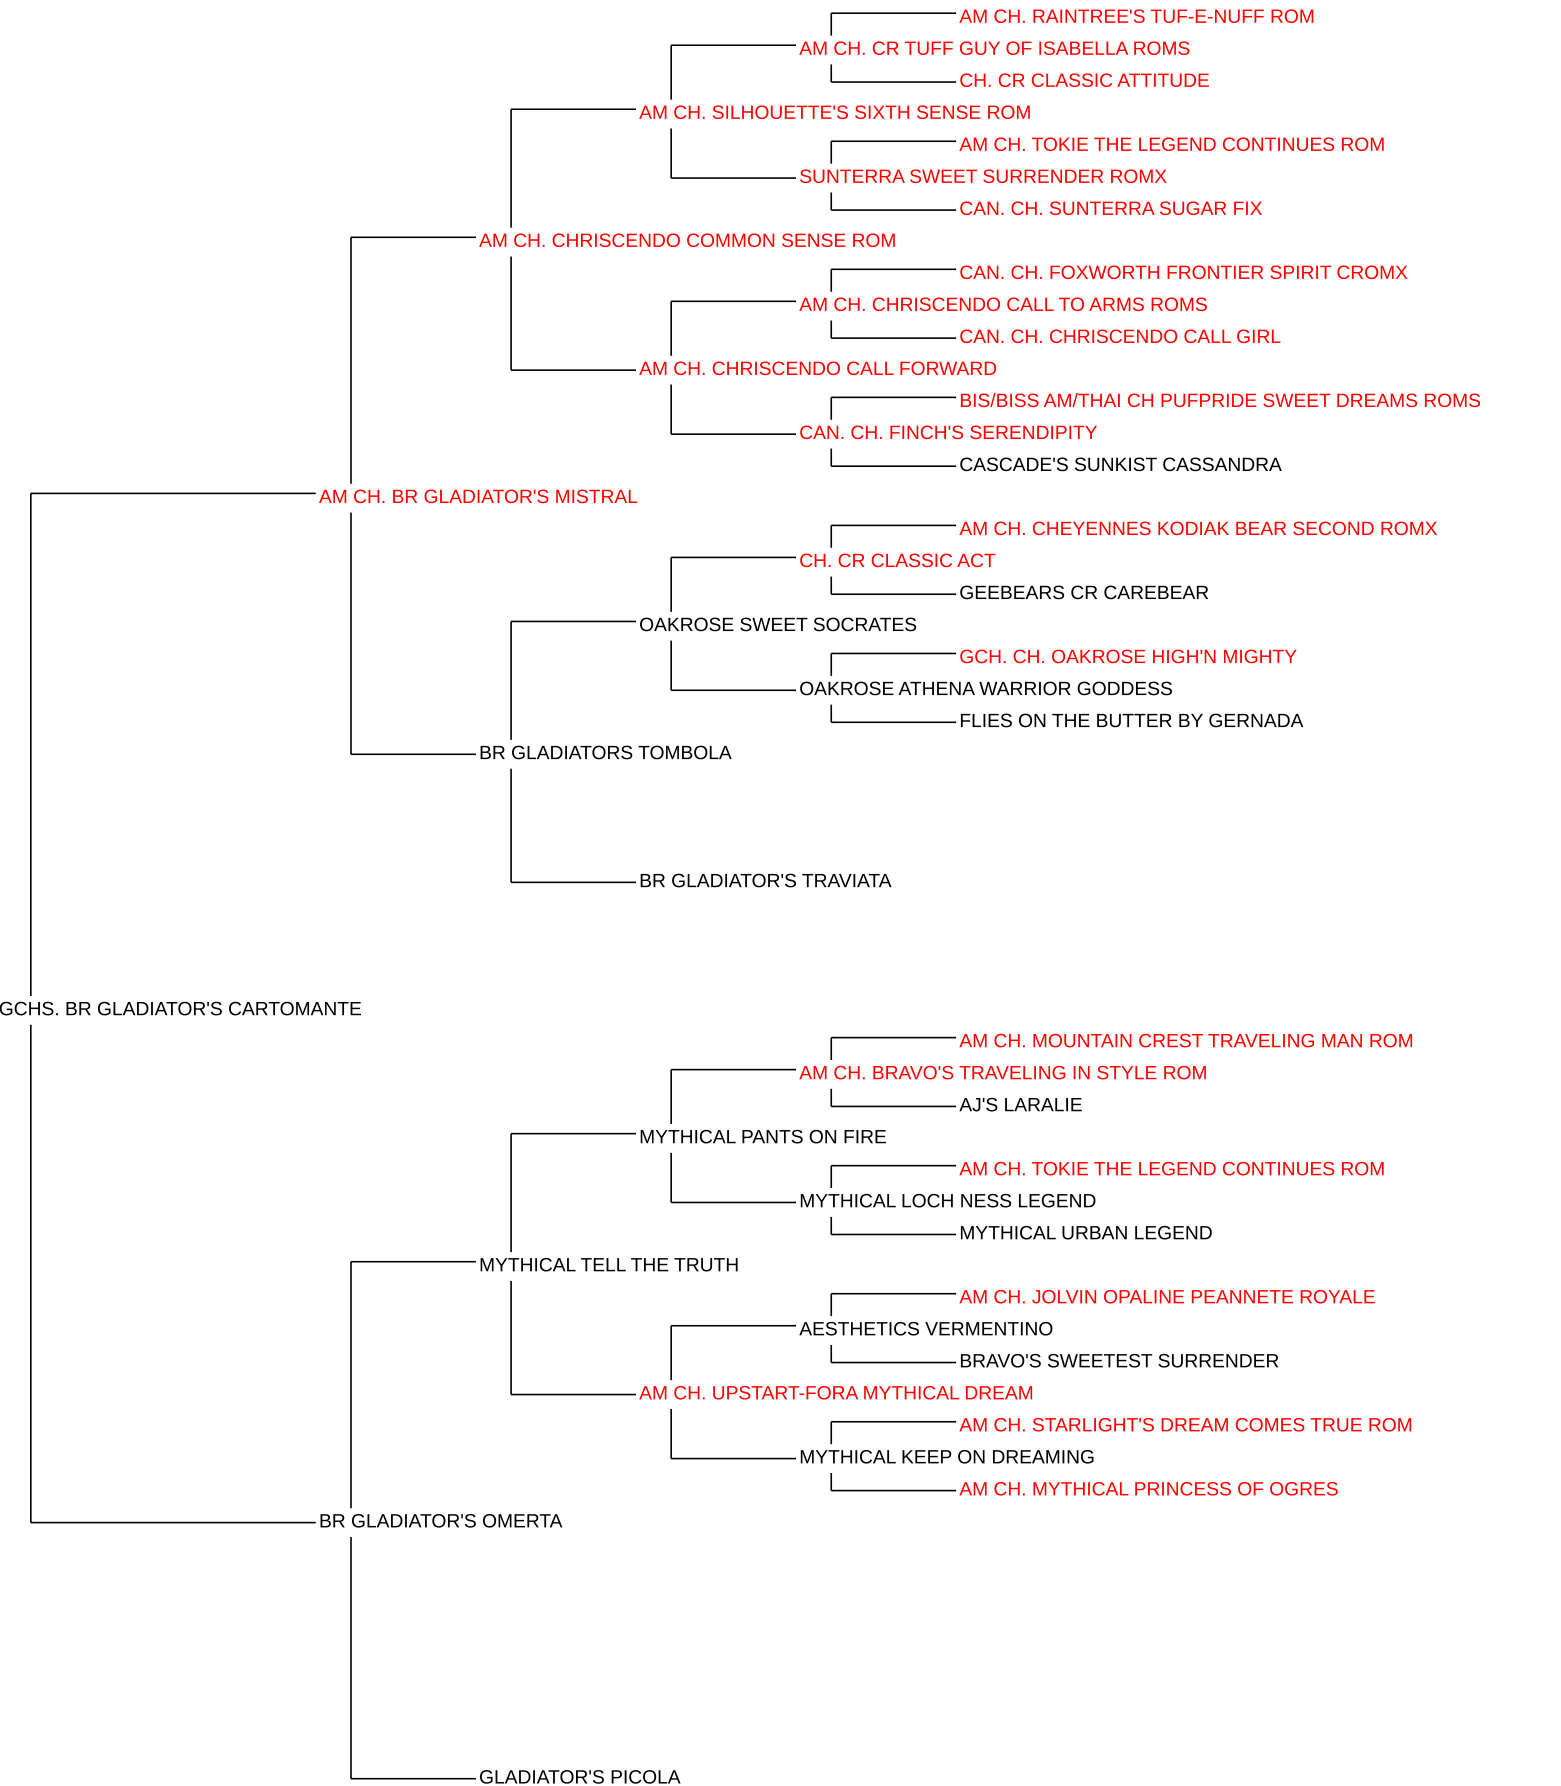 AM CH. RAINTREE'S TUF-E-NUFF ROM
AM CH. CR TUFF GUY OF ISABELLA ROMS
CH. CR CLASSIC ATTITUDE
AM CH. SILHOUETTE'S SIXTH SENSE ROM
AM CH. TOKIE THE LEGEND CONTINUES ROM
SUNTERRA SWEET SURRENDER ROMX
CAN. CH. SUNTERRA SUGAR FIX
AM CH. CHRISCENDO COMMON SENSE ROM
CAN. CH. FOXWORTH FRONTIER SPIRIT CROMX
AM CH. CHRISCENDO CALL TO ARMS ROMS
CAN. CH. CHRISCENDO CALL GIRL
AM CH. CHRISCENDO CALL FORWARD
BIS/BISS AM/THAI CH PUFPRIDE SWEET DREAMS ROMS
CAN. CH. FINCH'S SERENDIPITY
CASCADE'S SUNKIST CASSANDRA
AM CH. BR GLADIATOR'S MISTRAL
AM CH. CHEYENNES KODIAK BEAR SECOND ROMX
CH. CR CLASSIC ACT
GEEBEARS CR CAREBEAR
OAKROSE SWEET SOCRATES
GCH. CH. OAKROSE HIGH'N MIGHTY
OAKROSE ATHENA WARRIOR GODDESS
FLIES ON THE BUTTER BY GERNADA
BR GLADIATORS TOMBOLA
BR GLADIATOR'S TRAVIATA
GCHS. BR GLADIATOR'S CARTOMANTE
AM CH. MOUNTAIN CREST TRAVELING MAN ROM
AM CH. BRAVO'S TRAVELING IN STYLE ROM
AJ'S LARALIE
MYTHICAL PANTS ON FIRE
AM CH. TOKIE THE LEGEND CONTINUES ROM
MYTHICAL LOCH NESS LEGEND
MYTHICAL URBAN LEGEND
MYTHICAL TELL THE TRUTH
AM CH. JOLVIN OPALINE PEANNETE ROYALE
AESTHETICS VERMENTINO
BRAVO'S SWEETEST SURRENDER
AM CH. UPSTART-FORA MYTHICAL DREAM
AM CH. STARLIGHT'S DREAM COMES TRUE ROM
MYTHICAL KEEP ON DREAMING
AM CH. MYTHICAL PRINCESS OF OGRES
BR GLADIATOR'S OMERTA
GLADIATOR'S PICOLA